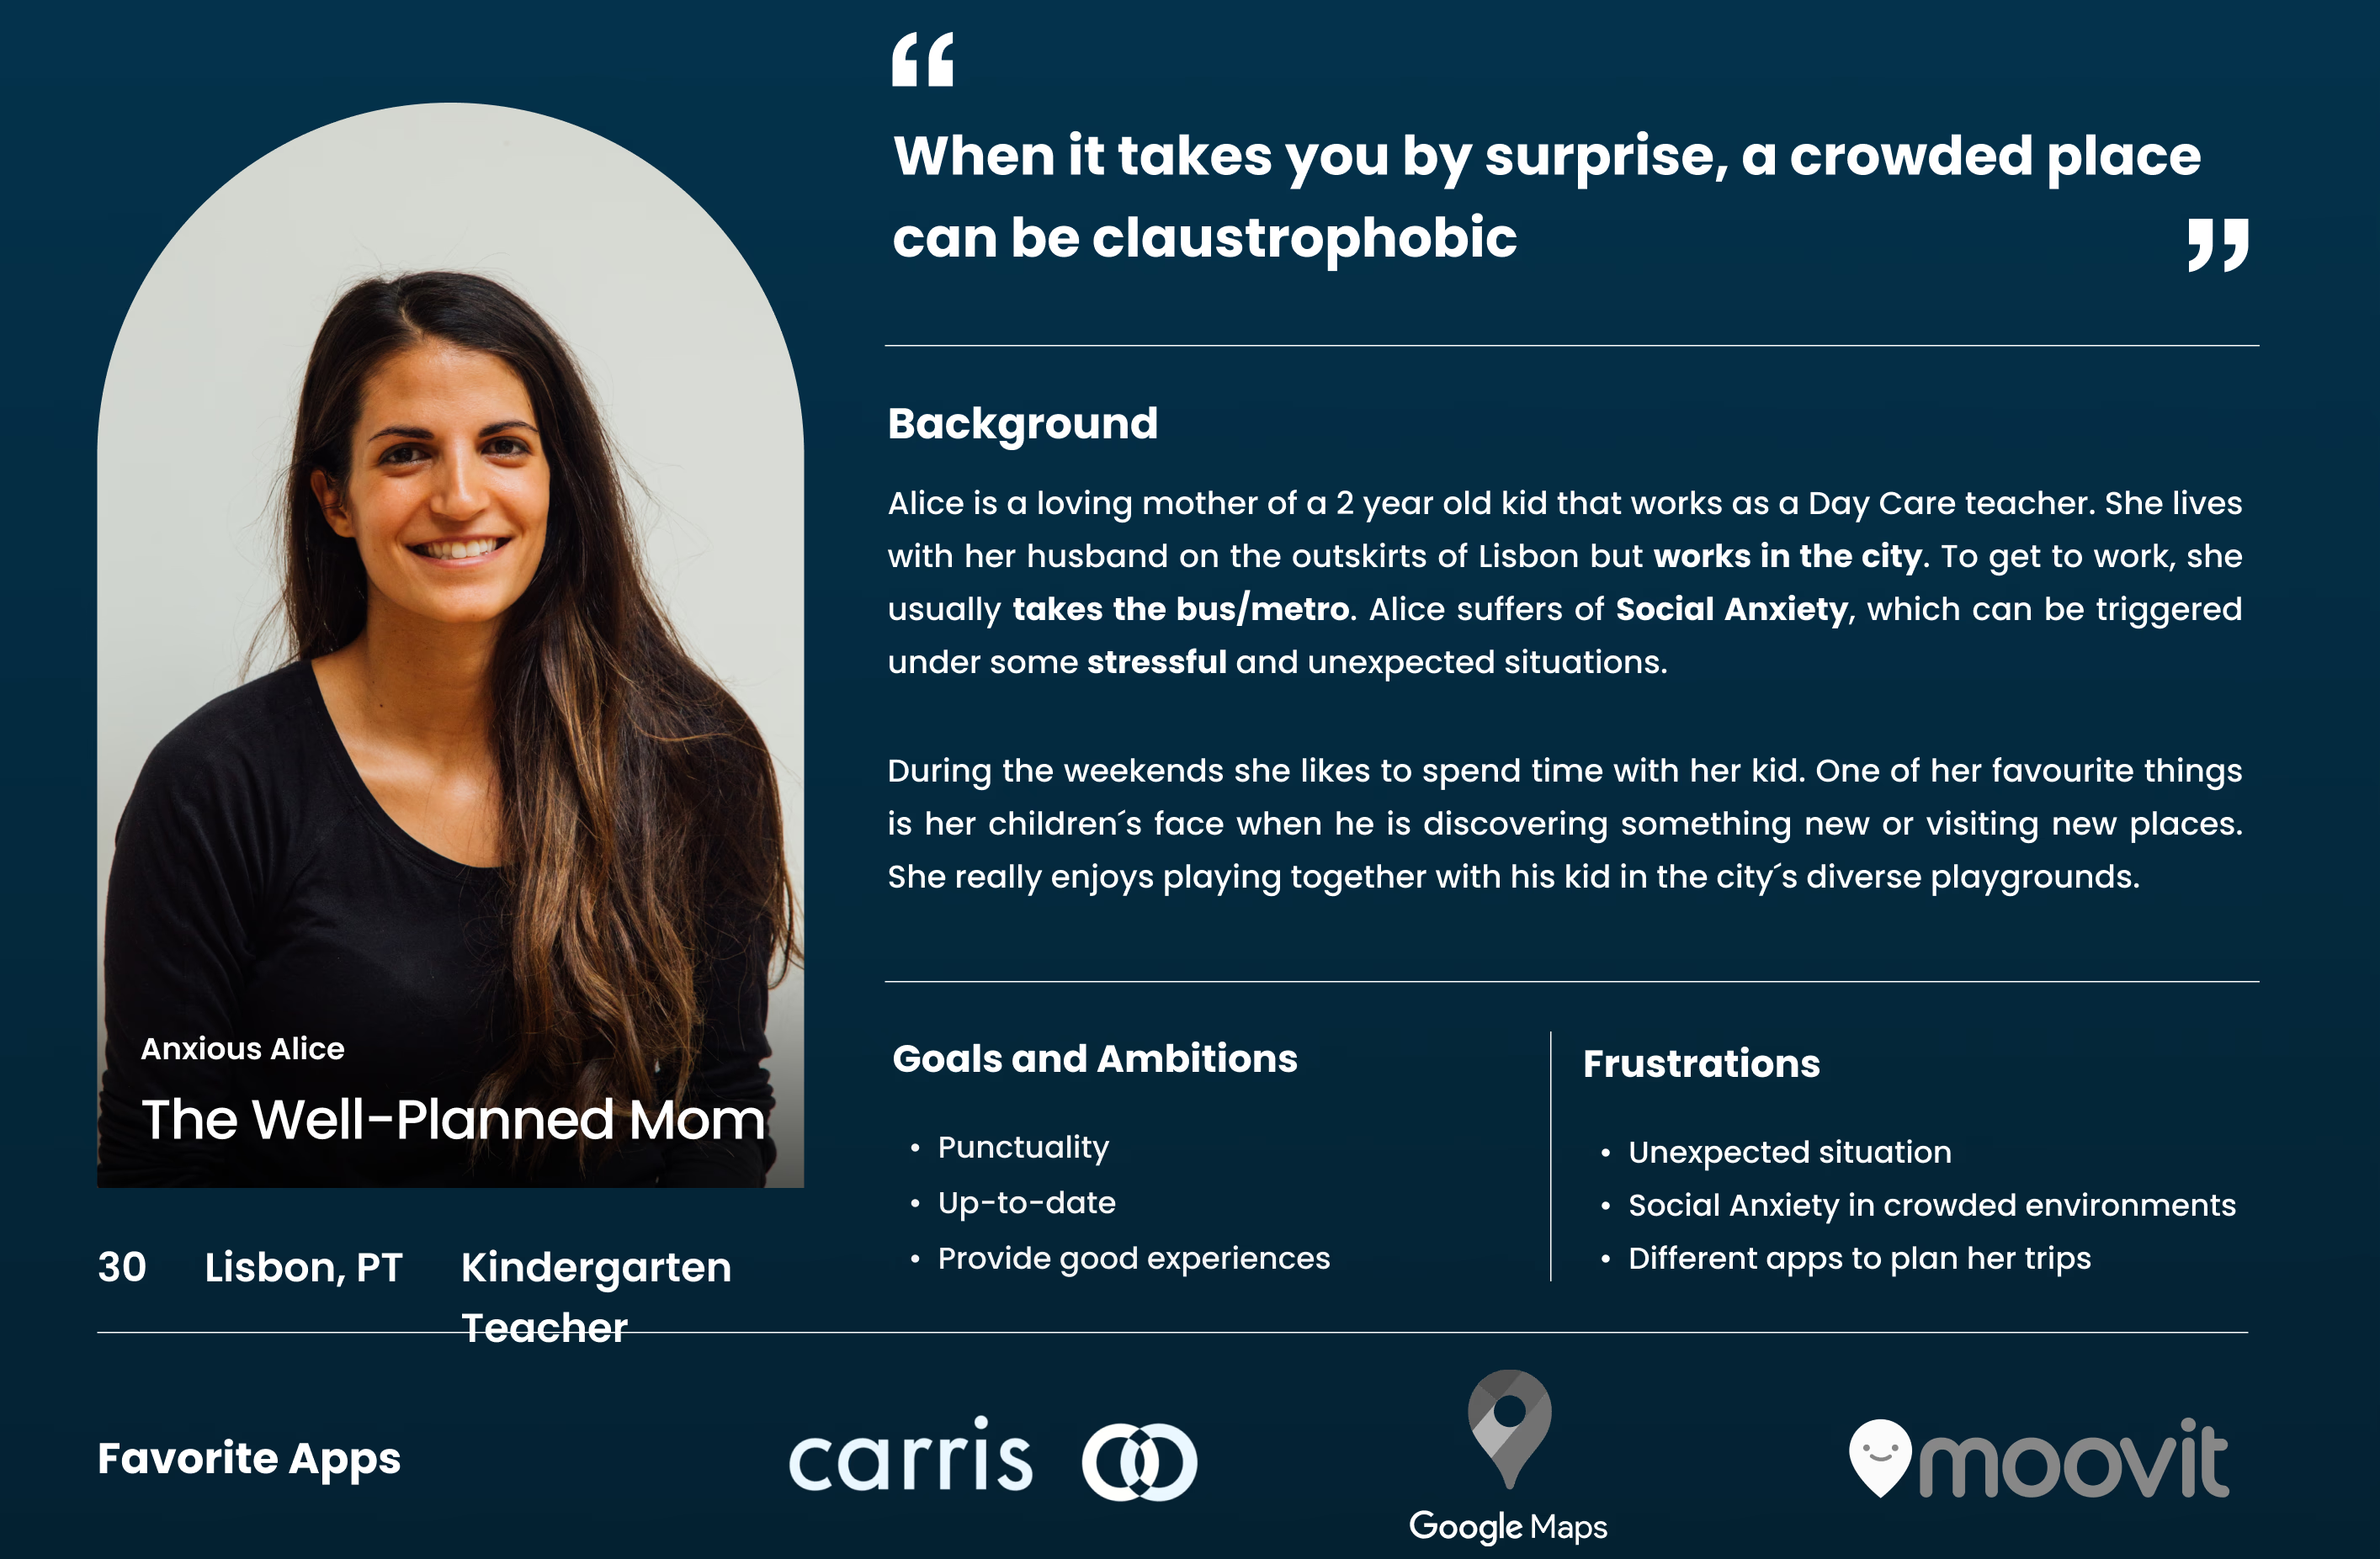 “
When it takes you by surprise, a crowded place
can be claustrophobic
”
Background
Alice is a loving mother of a 2 year old kid that works as a Day Care teacher. She lives
with her husband on the outskirts of Lisbon but works in the city. To get to work, she
usually takes the bus/metro. Alice suffers of Social Anxiety, which can be triggered
under some stressful and unexpected situations.
During the weekends she likes to spend time with her kid. One of her favourite things
is her children´s face when he is discovering something new or visiting new places.
She really enjoys playing together with his kid in the city´s diverse playgrounds.
Anxious Alice
The Well-Planned Mom
30
Lisbon, PT
Kindergarten
Teacher
Goals and Ambitions
• Punctuality
• Up-to-date
• Provide good experiences
Frustrations
• Unexpected situation
• Social Anxiety in crowded environments
• Different apps to plan her trips
Favorite Apps
carris
Google Maps
moovit